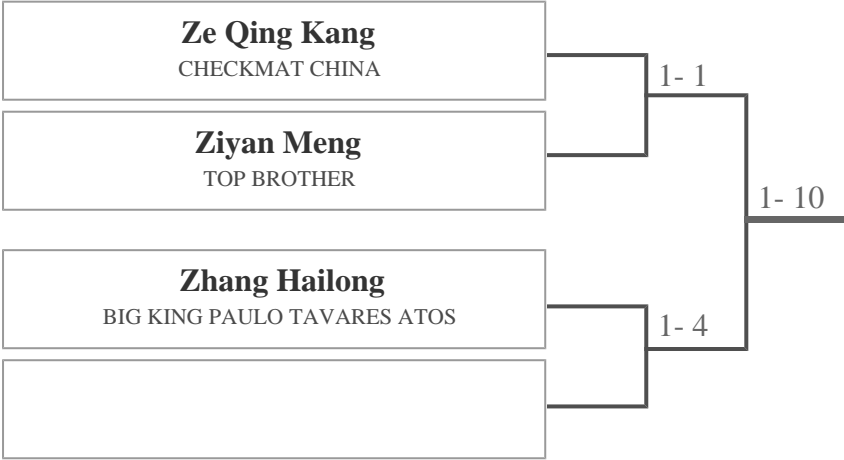 Ze Qing Kang
CHECKMAT CHINA
1- 1
Ziyan Meng
TOP BROTHER
1- 10
Zhang Hailong
BIG KING PAULO TAVARES ATOS
1- 4